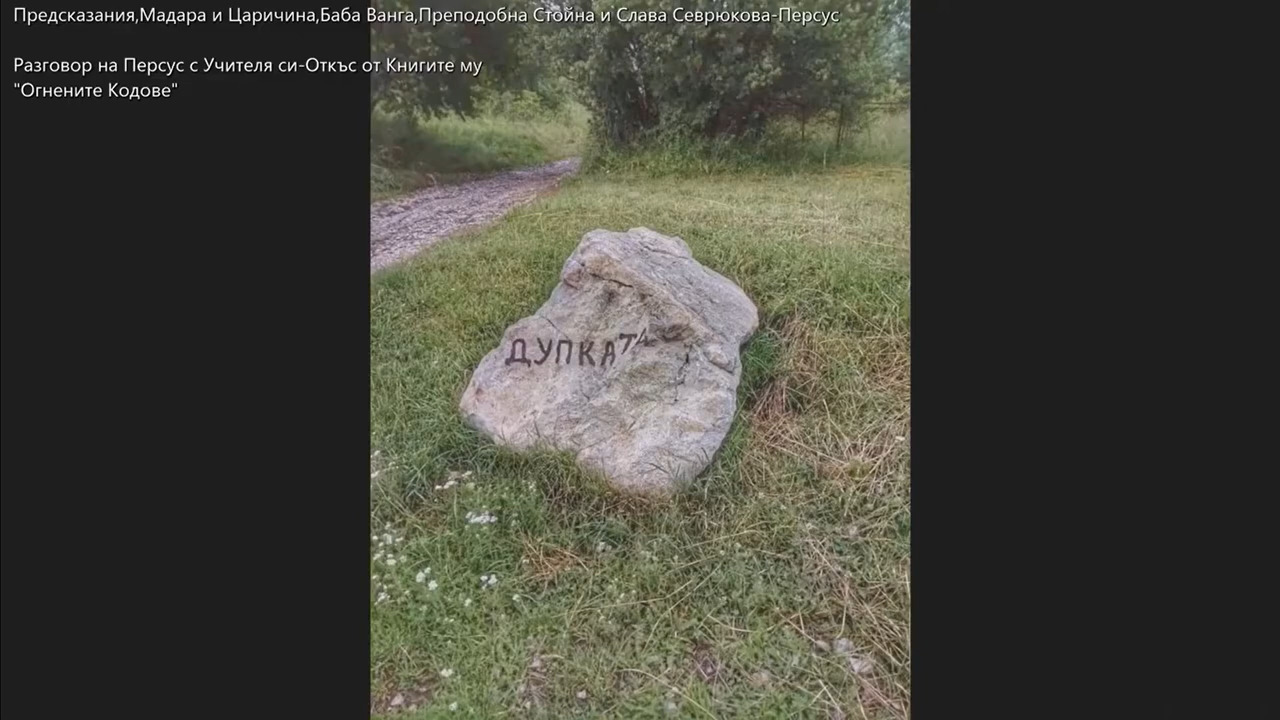 Предсказания,Мадара и Царичина,Баба Ванга,Преподобна Стойна и Слава Севрюкова-Персус
Разговор на Персус с Учителя си-Откъс от Книгите му
"Огнените Кодове"
ДУПКАТА